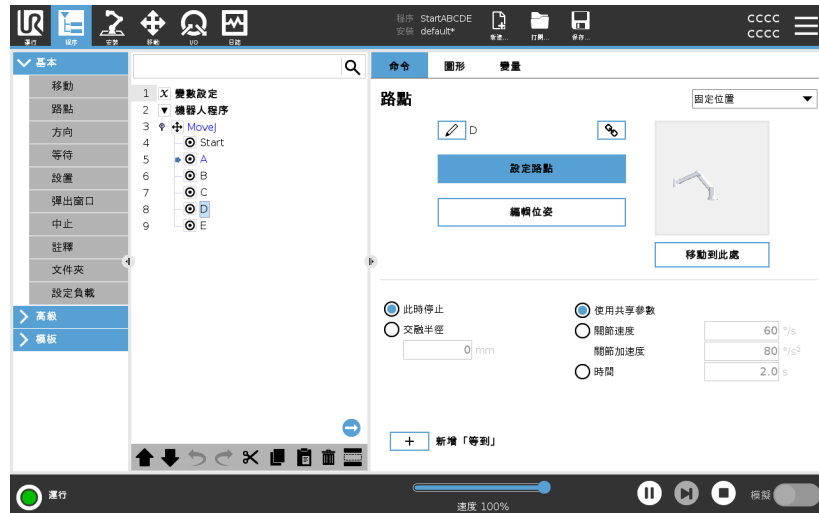 運行
程序
安裝
移動
I/O
日誌
程序 StartABCDE
安裝 default*
新建...
打開...
保存...
cccc
cccc
基本
移動
路點
方向
等待
設置
彈出窗口
中止
註釋
文件夾
設定負載
高級
模板
1 X 變數設定
2 ▼ 機器人程序
3 MoveJ
4 Start
5 A
6 B
7 C
8 D
9 E
命令 圖形 變量
路點
固定位置
D
設定路點
編輯位姿
移動到此處
此時停止
交融半徑
0 mm
使用共享參數
關節速度 60 °/s
關節加速度 80 °/s²
時間 2.0 s
+ 新增「等到」
運行
速度 100%
模擬